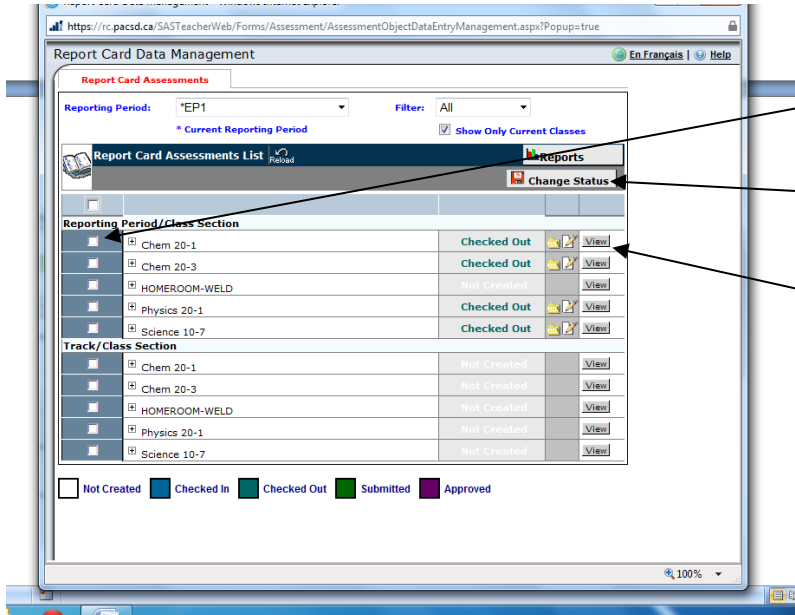 https://rc.pacsd.ca/SASTeacherWeb/Forms/Assessment/AssessmentObjectDataEntryManagement.aspx?Popup=true
Report Card Data Management En Français | Help
Report Card Assessments
Reporting Period: *EP1 Filter: All
* Current Reporting Period Show Only Current Classes
Report Card Assessments List Reload Reports
Change Status
Reporting Period/Class Section
Chem 20-1 Checked Out View
Chem 20-3 Checked Out View
HOMEROOM-WELD Not Created View
Physics 20-1 Checked Out View
Science 10-7 Checked Out View
Track/Class Section
Chem 20-1 Not Created View
Chem 20-3 Not Created View
HOMEROOM-WELD Not Created View
Physics 20-1 Not Created View
Science 10-7 Not Created View
Not Created Checked In Checked Out Submitted Approved
100%